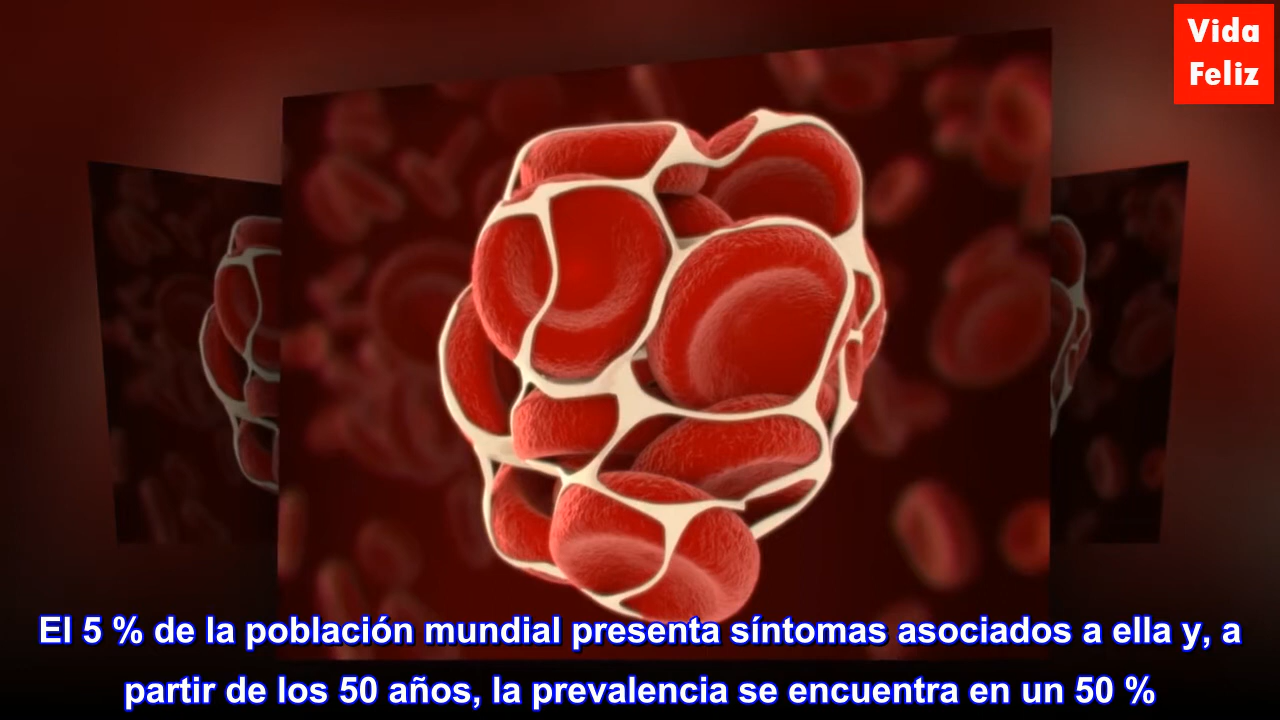 Vida
Feliz
El 5 % de la población mundial presenta síntomas asociados a ella y, a
partir de los 50 años, la prevalencia se encuentra en un 50 %